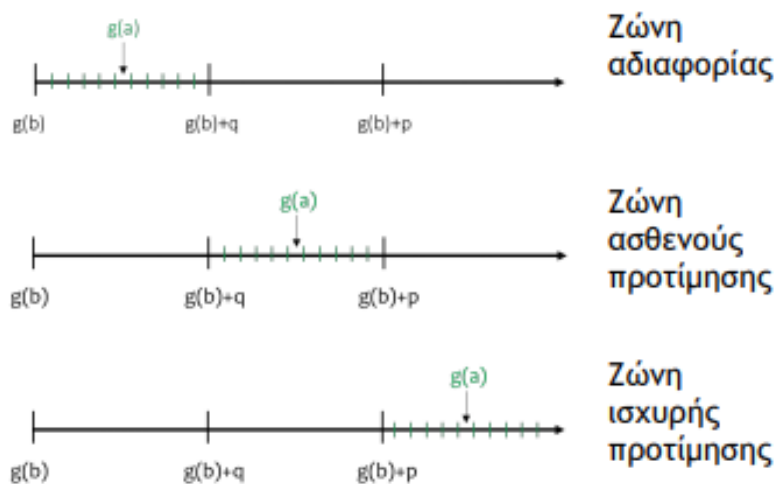 g(a)
Ζώνη
αδιαφορίας
g(b) g(b)+q g(b)+p
g(a)
Ζώνη
ασθενούς
προτίμησης
g(b) g(b)+q g(b)+p
g(a)
Ζώνη
ισχυρής
προτίμησης
g(b) g(b)+q g(b)+p